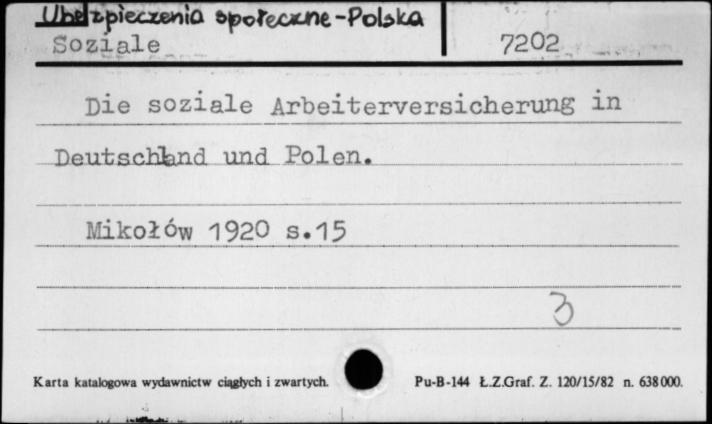 Ubezpieczenia społeczne-Polska
Soziale 7202
Die soziale Arbeiterversicherung in
Deutschland und Polen.
Mikołów 1920 s.15
3
Karta katalogowa wydawnictw ciągłych i zwartych. Pu-B-144 Ł.Z.Graf. Z. 120/15/82 n. 638000.